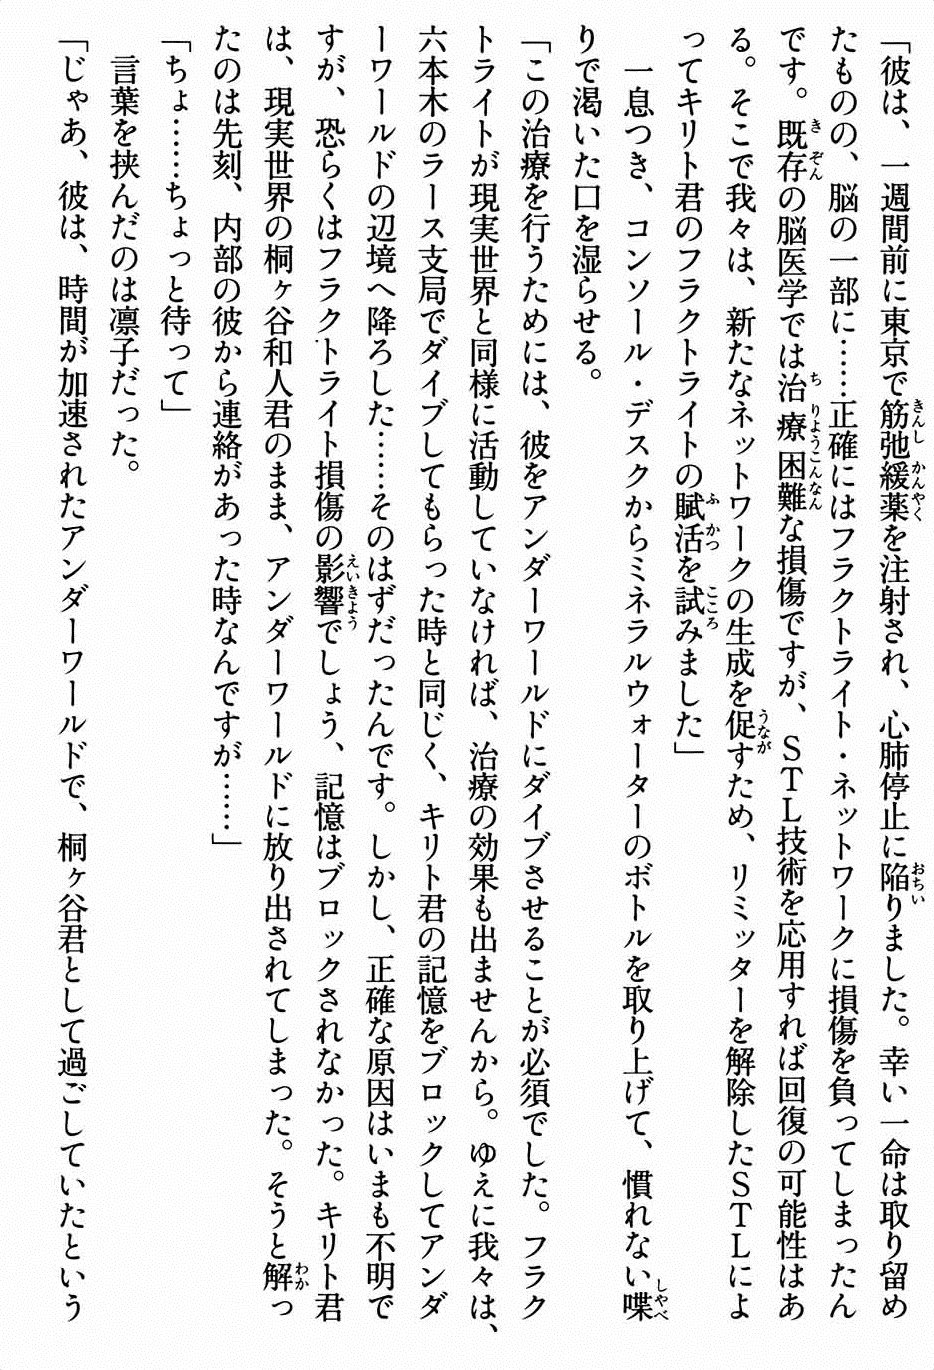 「彼は、一週間前に東京で筋弛緩薬を注射され、心肺停止に陥りました。幸い一命は取り留め
たものの、脳の一部に……正確にはフラクトライト・ネットワークに損傷を負ってしまったん
です。既存の脳医学では治療困難な損傷ですが、STL技術を応用すれば回復の可能性はあ
る。そこで我々は、新たなネットワークの生成を促すため、リミッターを解除したSTLによ
ってキリト君のフラクトライトの賦活を試みました」
　一息つき、コンソール・デスクからミネラルウォーターのボトルを取り上げて、慣れない喋
りで渇いた口を湿らせる。
「この治療を行うためには、彼をアンダーワールドにダイブさせることが必須でした。フラク
トライトが現実世界と同様に活動していなければ、治療の効果も出ませんから。ゆえに我々は、
六本木のラース支局でダイブしてもらった時と同じく、キリト君の記憶をブロックしてアンダ
ーワールドの辺境へ降ろした……そのはずだったんです。しかし、正確な原因はいまも不明で
すが、恐らくはフラクトライト損傷の影響でしょう、記憶はブロックされなかった。キリト君
は、現実世界の桐ヶ谷和人君のまま、アンダーワールドに放り出されてしまった。そうと解っ
たのは先刻、内部の彼から連絡があった時なんですが……」
「ちょ……ちょっと待って」
　言葉を挟んだのは凛子だった。
「じゃあ、彼は、時間が加速されたアンダーワールドで、桐ヶ谷君として過ごしていたという